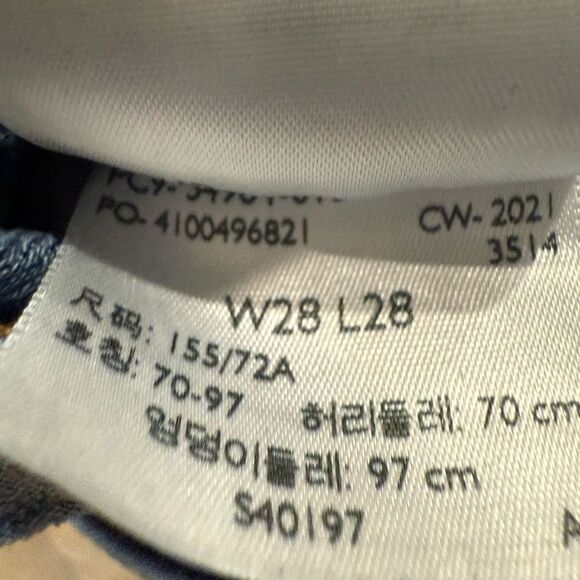 PO- 4100496821
CW- 2021
3514
W28 L28
尺码: 155/72A
호칭: 70-97
허리둘레: 70 cm
엉덩이둘레: 97 cm
S40197